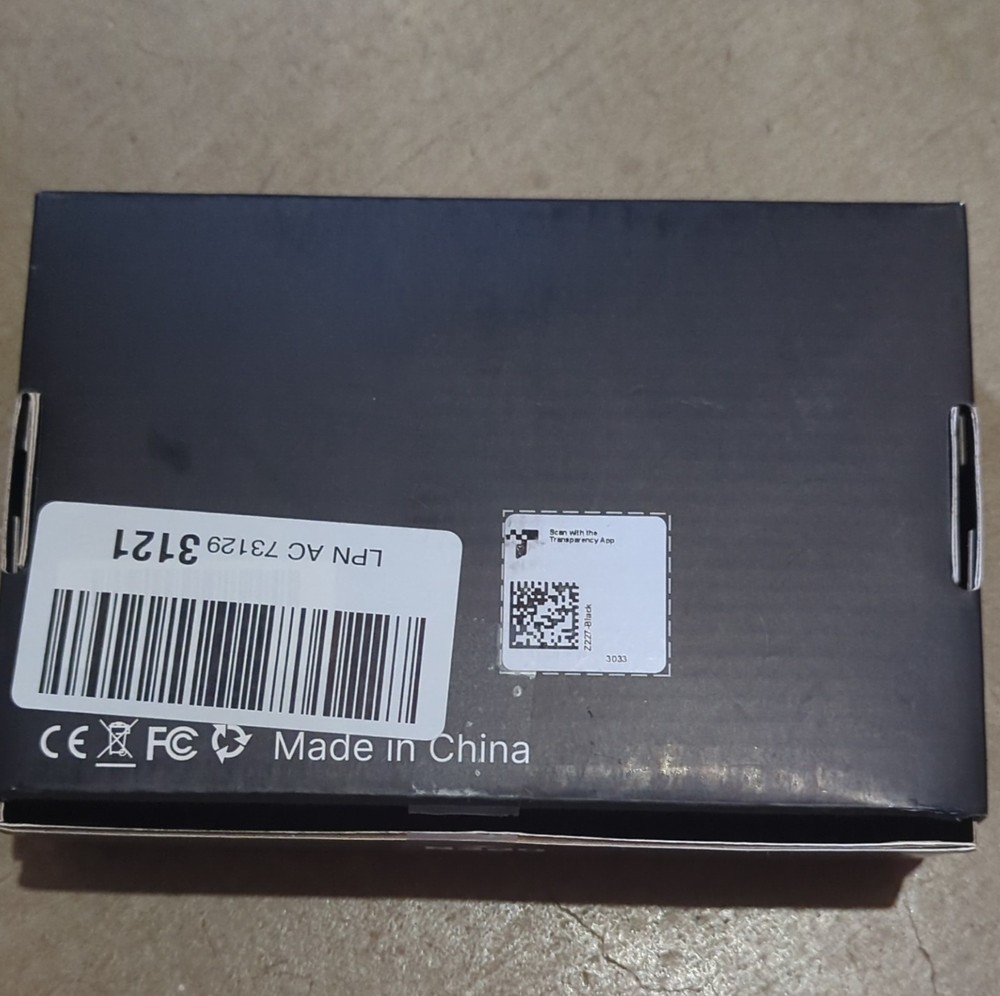 LPN AC 73129 3121
Scan with the
Transparency App
Z227-Black
3033
CE FC Made in China